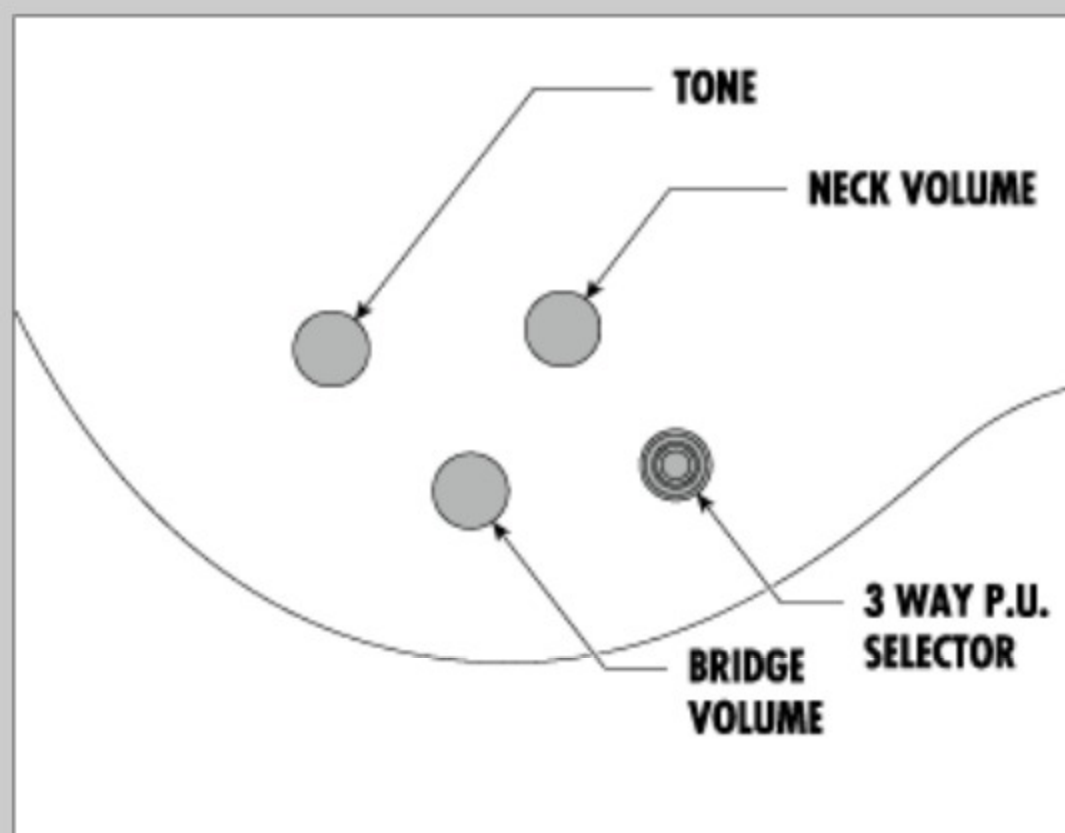 TONE
NECK VOLUME
3 WAY P.U.
SELECTOR
BRIDGE
VOLUME